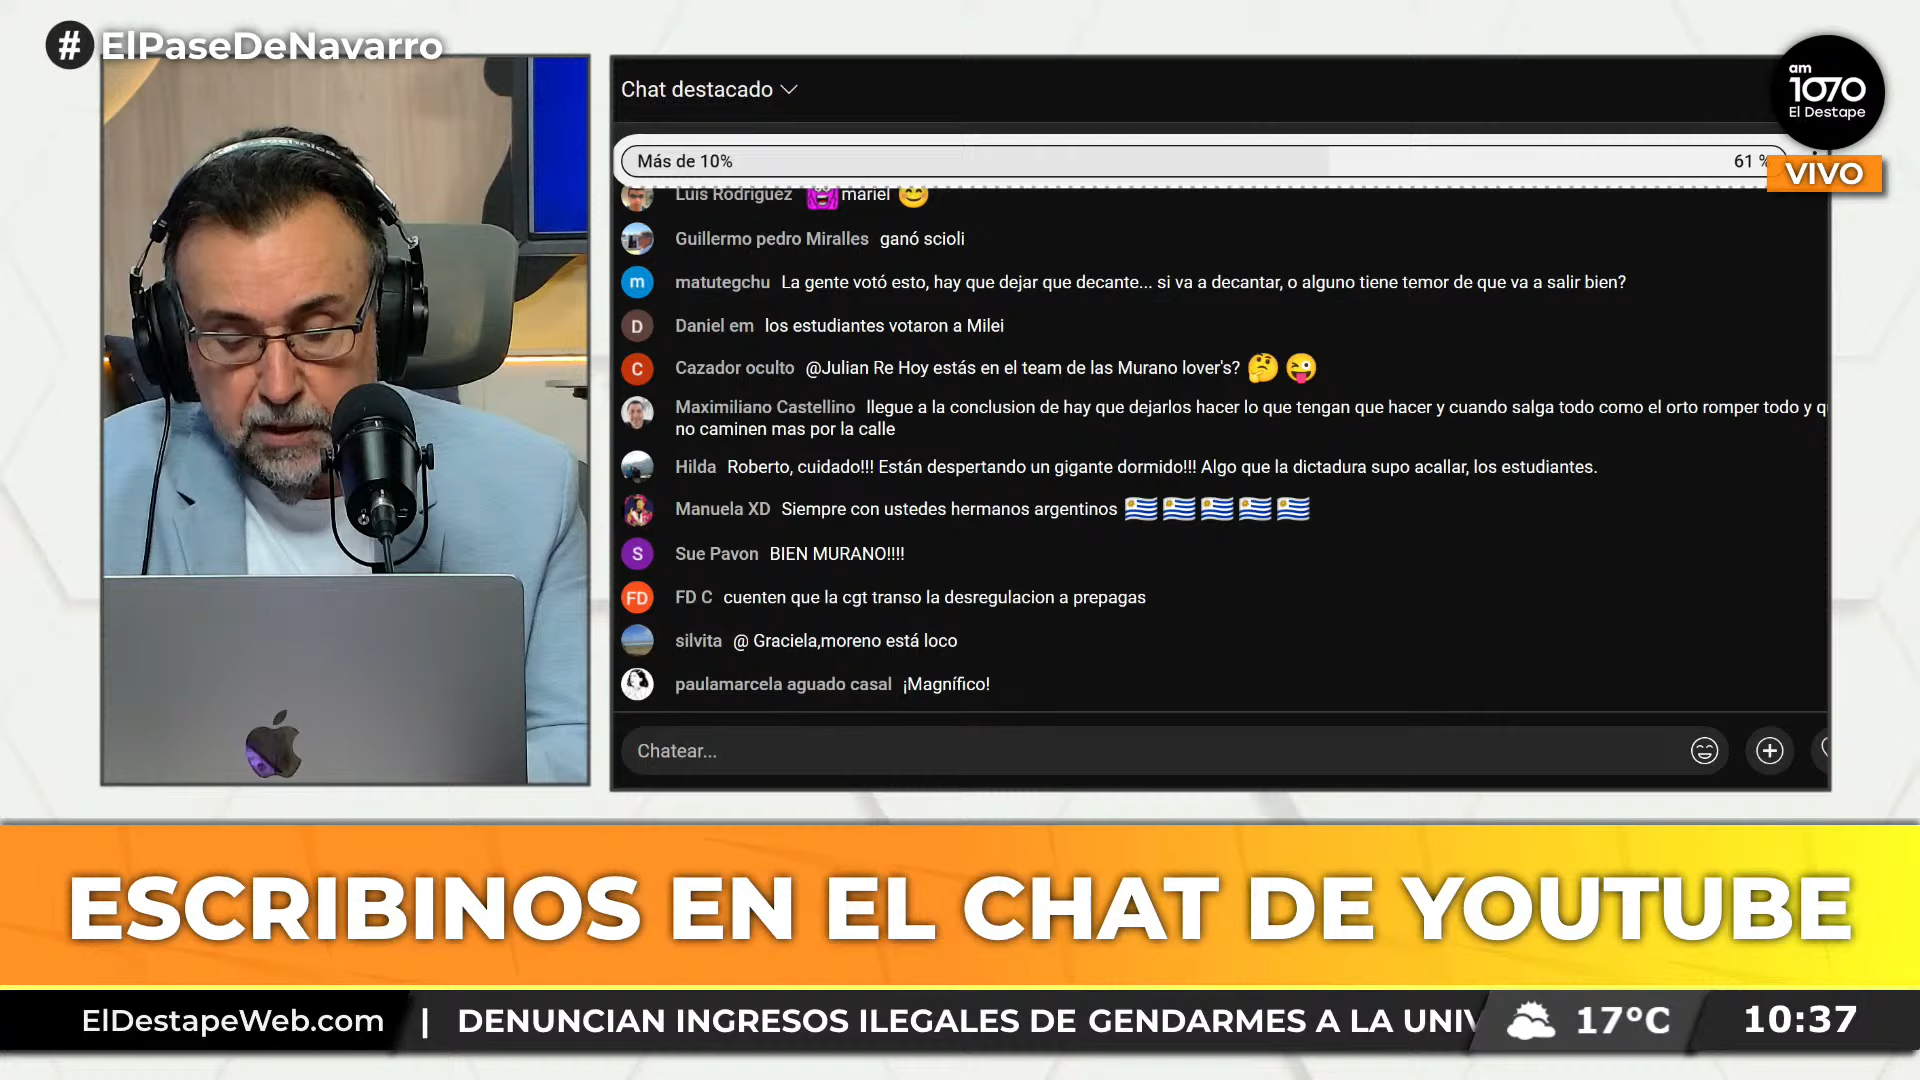 #ElPaseDeNavarro
Chat destacado
am
1070
El Destape
VIVO
Más de 10% 61 %
Luis Rodriguez mariel 😊
Guillermo pedro Miralles ganó scioli
m matutegchu La gente votó esto, hay que dejar que decante... si va a decantar, o alguno tiene temor de que va a salir bien?
D Daniel em los estudiantes votaron a Milei
C Cazador oculto @Julian Re Hoy estás en el team de las Murano lover's? 🤔 😜
Maximiliano Castellino llegue a la conclusion de hay que dejarlos hacer lo que tengan que hacer y cuando salga todo como el orto romper todo y
no caminen mas por la calle
Hilda Roberto, cuidado!!! Están despertando un gigante dormido!!! Algo que la dictadura supo acallar, los estudiantes.
Manuela XD Siempre con ustedes hermanos argentinos 🇺🇾🇺🇾🇺🇾🇺🇾🇺🇾
S Sue Pavon BIEN MURANO!!!!
FD FD C cuenten que la cgt transo la desregulacion a prepagas
silvita @ Graciela,moreno está loco
paulamarcela aguado casal ¡Magnífico!
Chatear...
ESCRIBINOS EN EL CHAT DE YOUTUBE
ElDestapeWeb.com | DENUNCIAN INGRESOS ILEGALES DE GENDARMES A LA UNIV 17°C 10:37